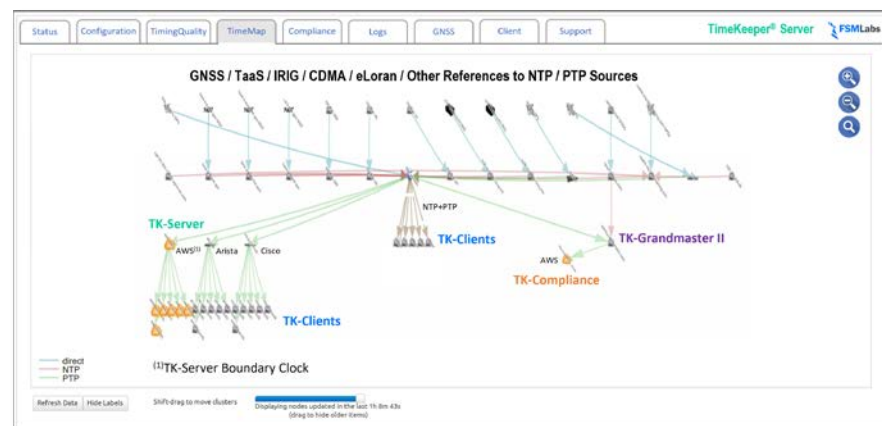 Status Configuration TimingQuality TimeMap Compliance Logs GNSS Client Support TimeKeeper® Server FSMLabs
GNSS / TaaS / IRIG / CDMA / eLoran / Other References to NTP / PTP Sources
NTP+PTP
TK-Server
TK-Clients
TK-Grandmaster II
AWS(1) Arista Cisco
AWS
TK-Compliance
TK-Clients
direct
NTP
PTP
(1)TK-Server Boundary Clock
Refresh Data Hide Labels Shift-drag to move clusters
Displaying nodes updated in the last 1h 8m 43s
(drag to hide older items)